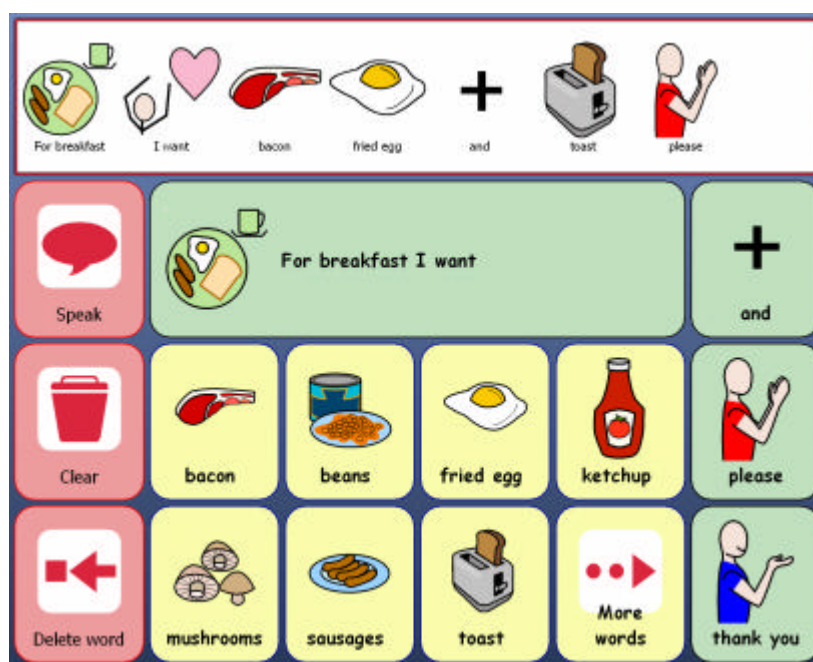 For breakfast I want bacon fried egg and toast please
Speak
For breakfast I want
and
Clear
bacon
beans
fried egg
ketchup
please
Delete word
mushrooms
sausages
toast
More
words
thank you